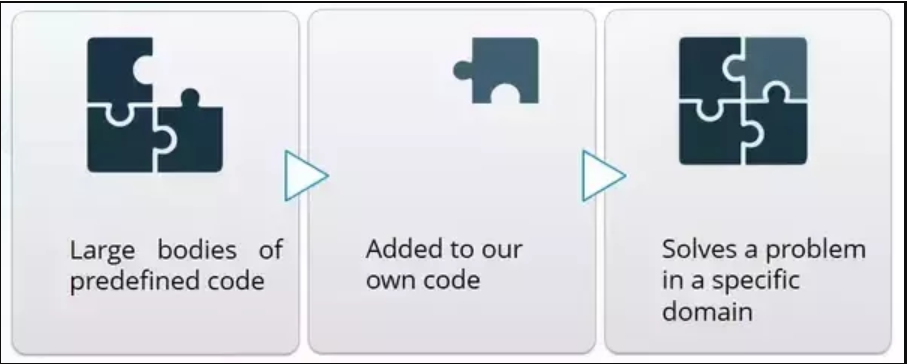 Large bodies of
predefined code
Added to our
own code
Solves a problem
in a specific
domain